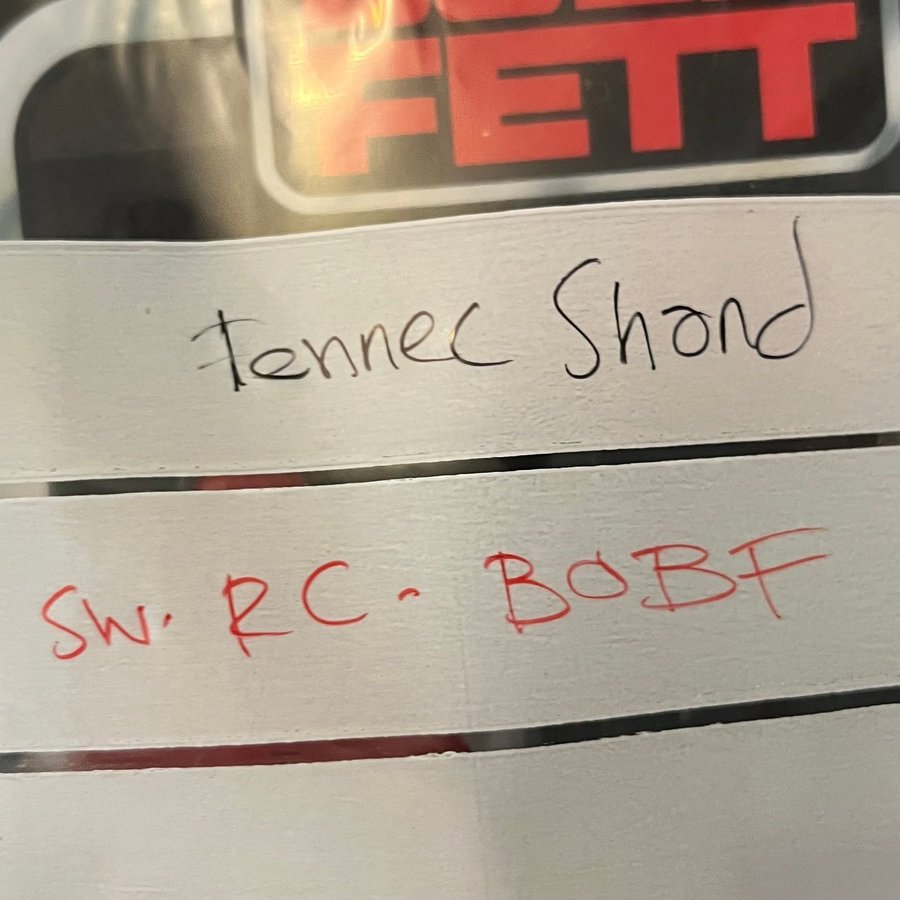 FETT
Fennec Shand
SW. RC. BOBF